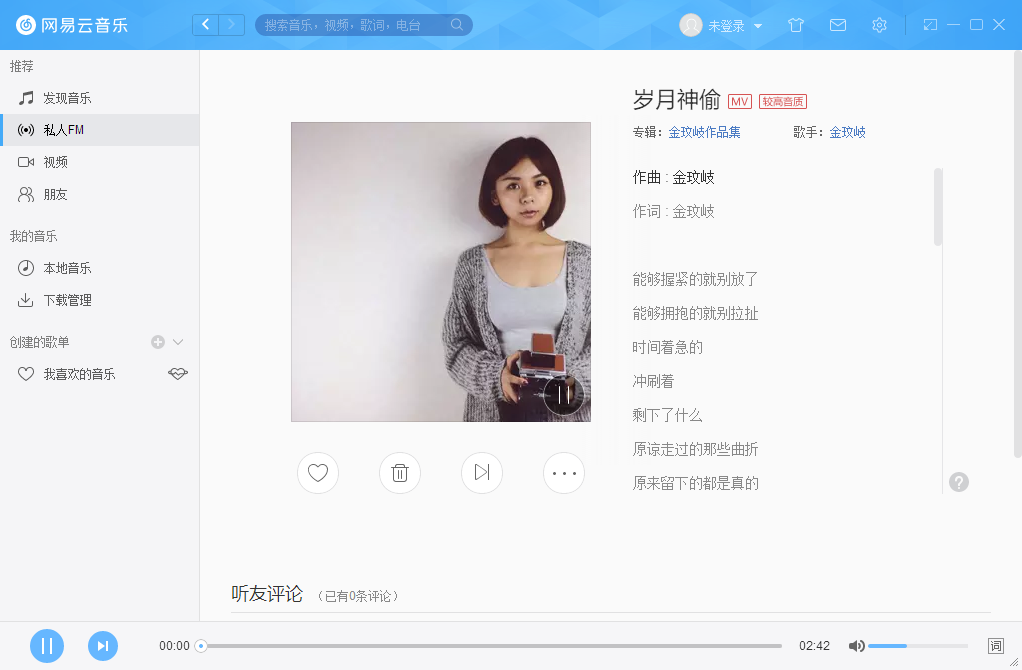 网易云音乐
搜索音乐，视频，歌词，电台
未登录
推荐
发现音乐
私人FM
视频
朋友
我的音乐
本地音乐
下载管理
创建的歌单
我喜欢的音乐
岁月神偷 MV 较高音质
专辑：金玟岐作品集 歌手：金玟岐
作曲 : 金玟岐
作词 : 金玟岐
能够握紧的就别放了
能够拥抱的就别拉扯
时间着急的
冲刷着
剩下了什么
原谅走过的那些曲折
原来留下的都是真的
?
听友评论 （已有0条评论）
00:00 02:42 词